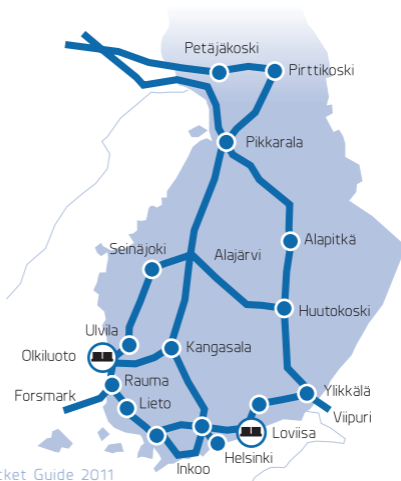 Petäjäkoski
Pirttikoski
Pikkarala
Seinäjoki
Alajärvi
Alapitkä
Huutokoski
Ulvila
Olkiluoto
Kangasala
Rauma
Ylikkälä
Forsmark
Lieto
Viipuri
Loviisa
Helsinki
Inkoo
cket Guide 2011